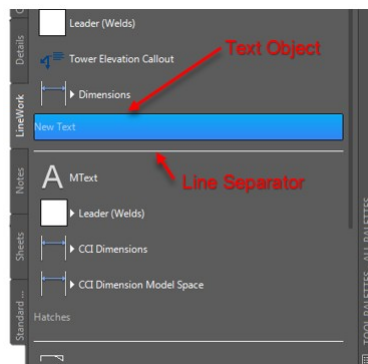 Leader (Welds)
Tower Elevation Callout
Text Object
Dimensions
New Text
A MText
Line Separator
Leader (Welds)
CCI Dimensions
CCI Dimension Model Space
Hatches
Details
LineWork
Notes
Sheets
Standard ...
TOOL PALETTES - ALL PALETTES